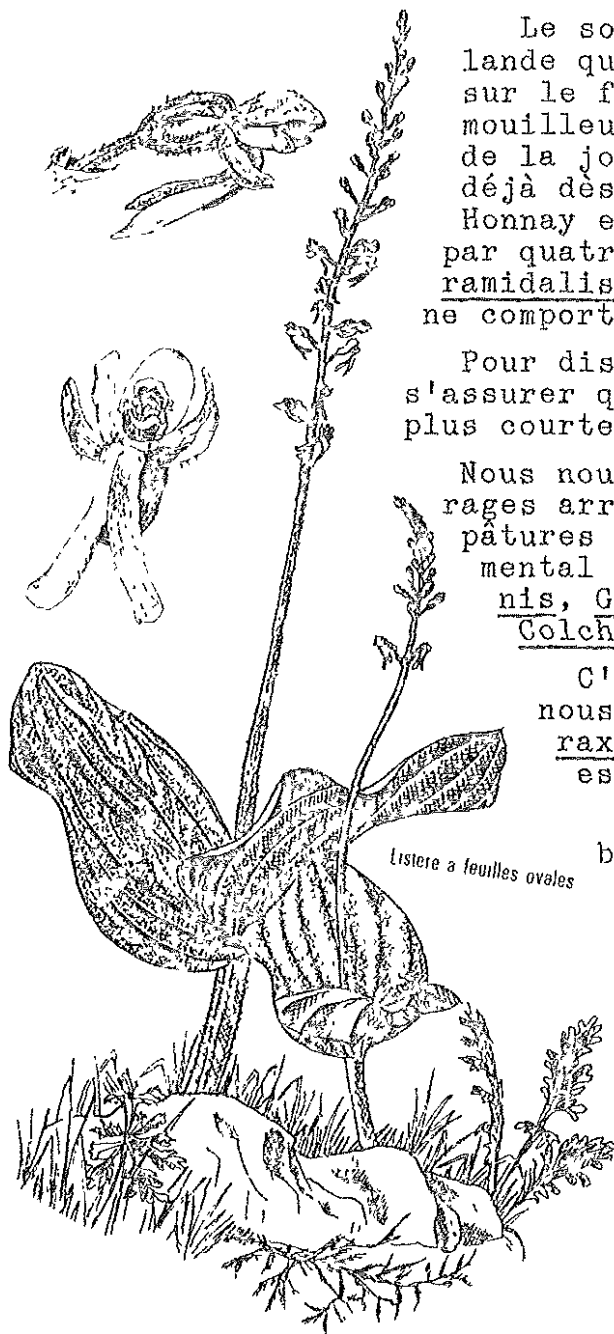 Le so
lande qu
sur le f
mouilleu
de la jo
déjà dès
Honnay e
par quatr
ramidalis
ne comport
Pour dis
s'assurer q
plus courte
Nous nou
rages arr
pâtures
mental
nis, G
Colch
C'
nous
rax
es
b
Listere a feuilles ovales